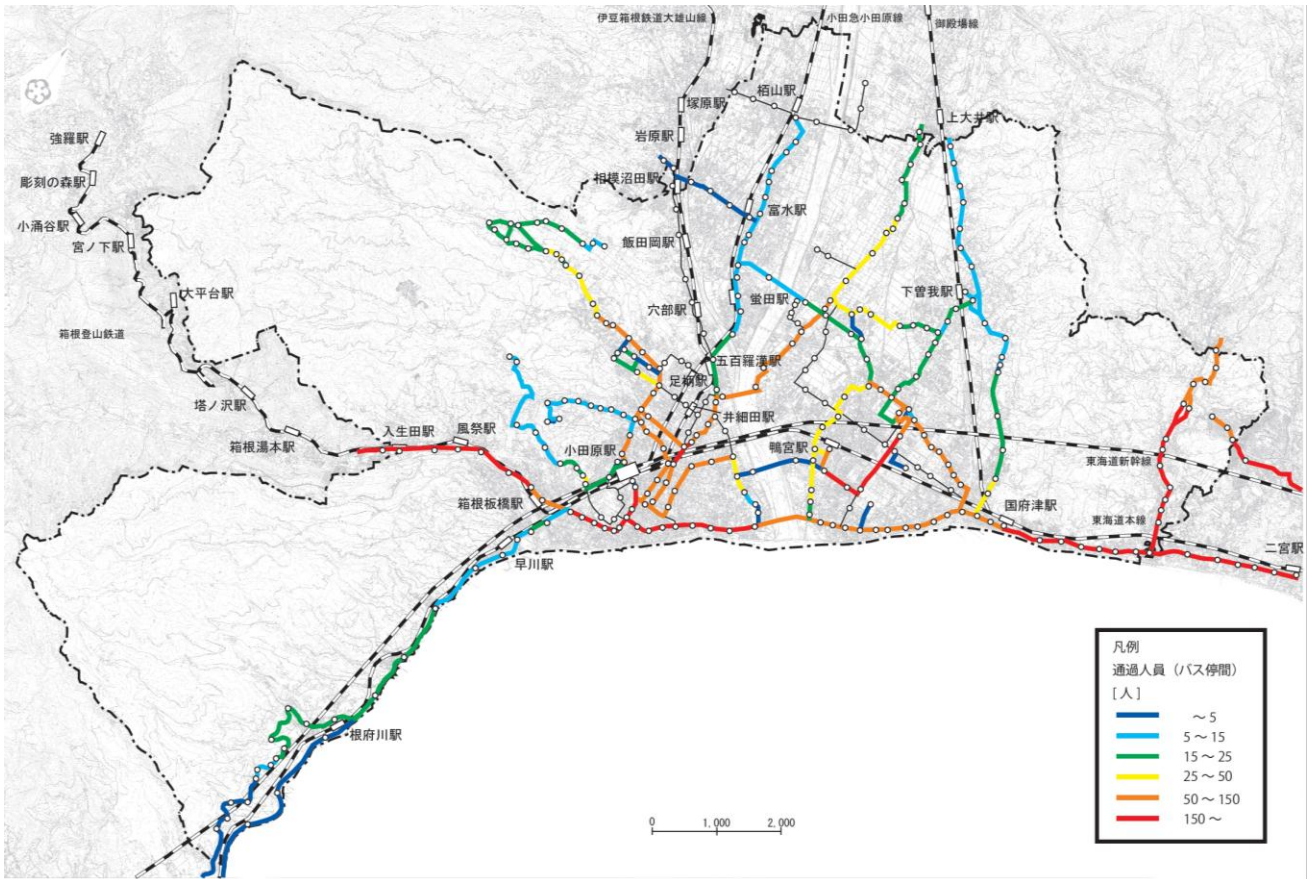 伊豆箱根鉄道大雄山線
小田急小田原線
御殿場線
塚原駅
栢山駅
上大井駅
強羅駅
岩原駅
彫刻の森駅
相模沼田駅
小涌谷駅
富水駅
宮ノ下駅
飯田岡駅
大平台駅
下曽我駅
穴部駅
蛍田駅
箱根登山鉄道
五百羅漢駅
足柄駅
塔ノ沢駅
井細田駅
入生田駅
風祭駅
箱根湯本駅
小田原駅
鴨宮駅
東海道新幹線
箱根板橋駅
国府津駅
東海道本線
二宮駅
早川駅
根府川駅
凡例
通過人員（バス停間）
[人]
～5
5～15
15～25
25～50
50～150
150～
0 1,000 2,000